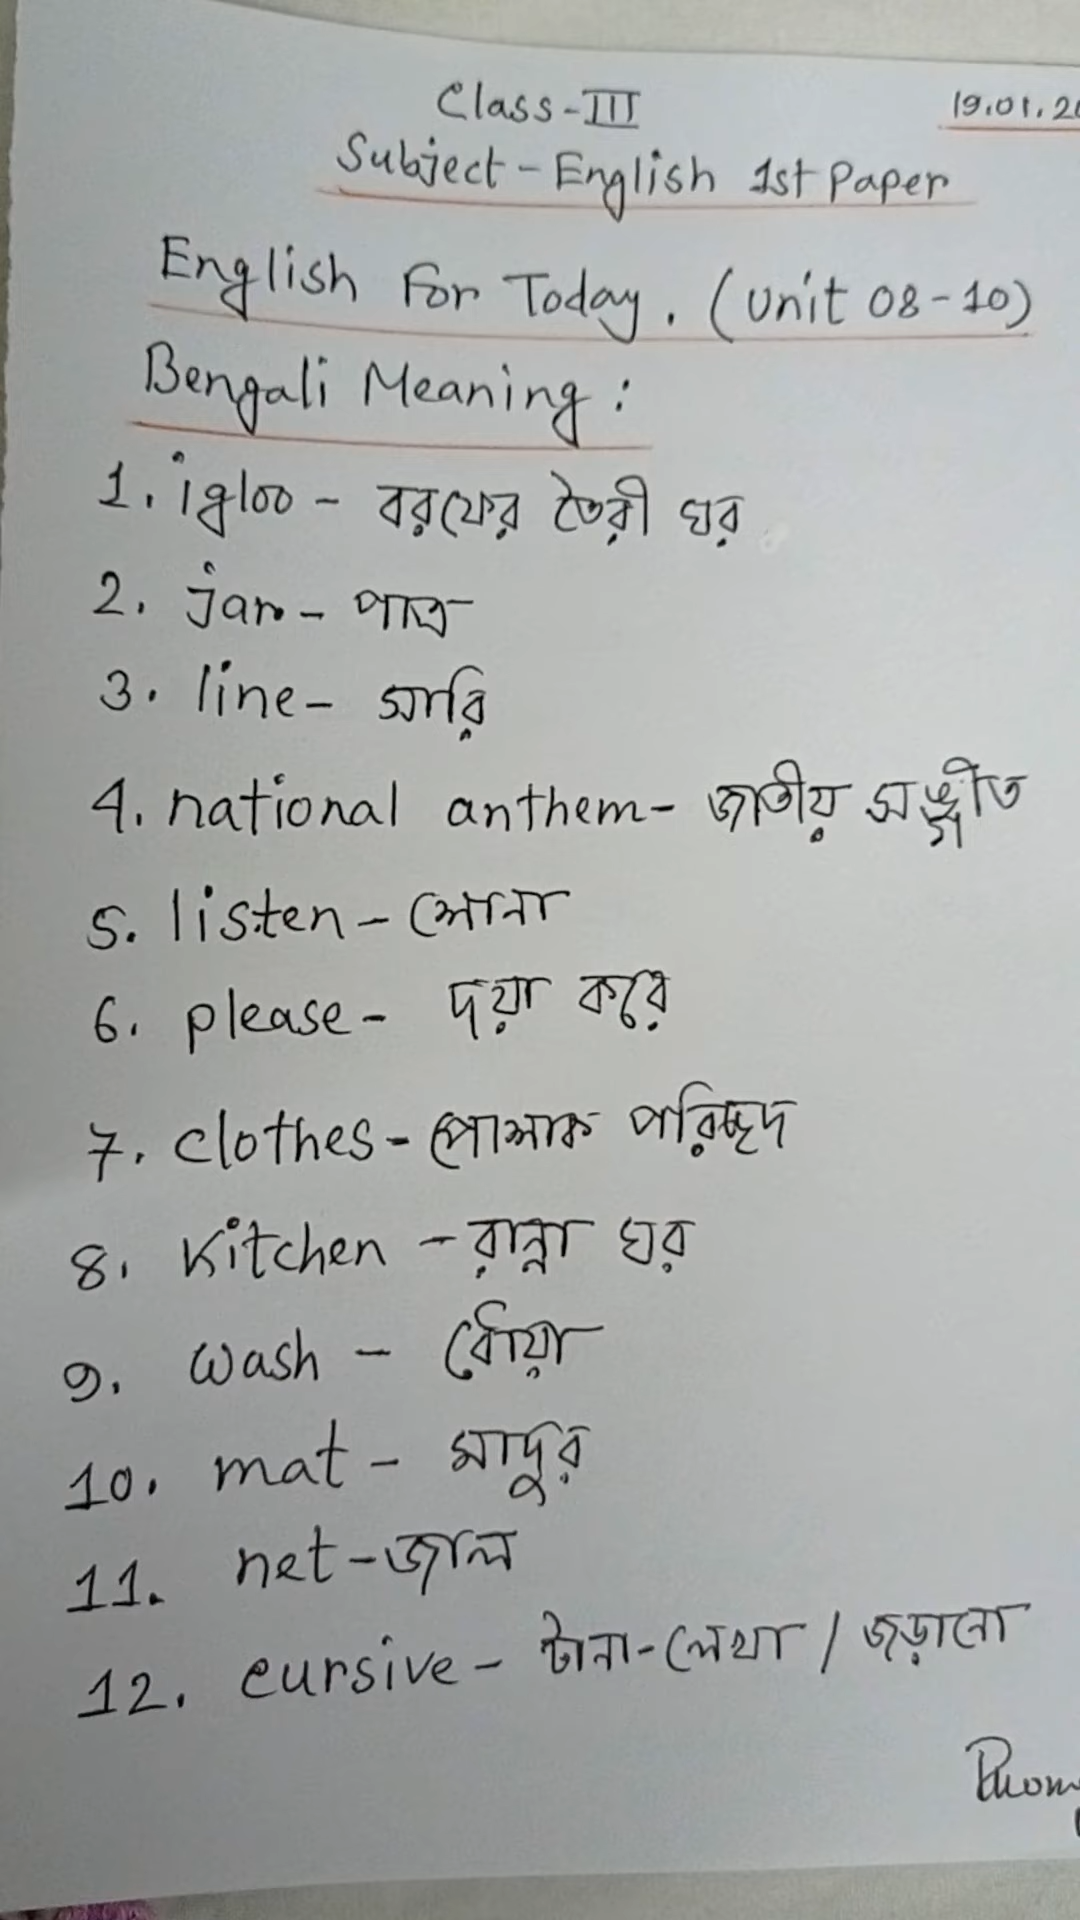 Class-III
19.01.20
Subject-English 1st Paper
English For Today. (Unit 08-10)
Bengali Meaning:
1. igloo - বরফের তৈরী ঘর
2. jar - পাত্র
3. line - সারি
4. national anthem - জাতীয় সঙ্গীত
5. listen - শোনা
6. please - দয়া করে
7. clothes - পোশাক পরিচ্ছদ
8. Kitchen - রান্না ঘর
9. wash - ধোয়া
10. mat - মাদুর
11. net - জাল
12. cursive - টানা-লেখা / জড়ানো